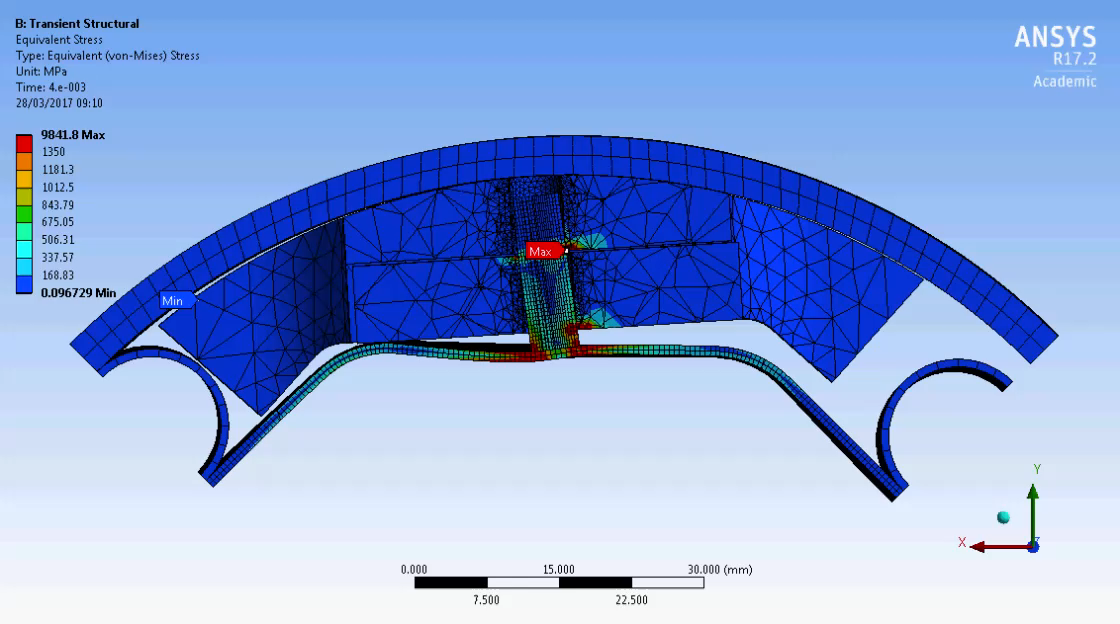 B: Transient Structural
Equivalent Stress
Type: Equivalent (von-Mises) Stress
Unit: MPa
Time: 4.e-003
28/03/2017 09:10
ANSYS
R17.2
Academic
9841.8 Max
1350
1181.3
1012.5
843.79
675.05
506.31
337.57
168.83
0.096729 Min
Max
Min
Y
X
Z
0.000 15.000 30.000 (mm)
7.500 22.500